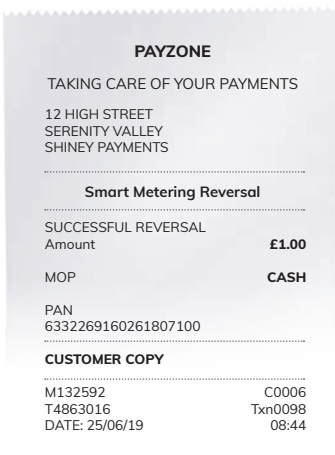 PAYZONE
TAKING CARE OF YOUR PAYMENTS
12 HIGH STREET
SERENITY VALLEY
SHINEY PAYMENTS
Smart Metering Reversal
SUCCESSFUL REVERSAL
Amount £1.00
MOP CASH
PAN
6332269160261807100
CUSTOMER COPY
M132592 C0006
T4863016 Txn0098
DATE: 25/06/19 08:44